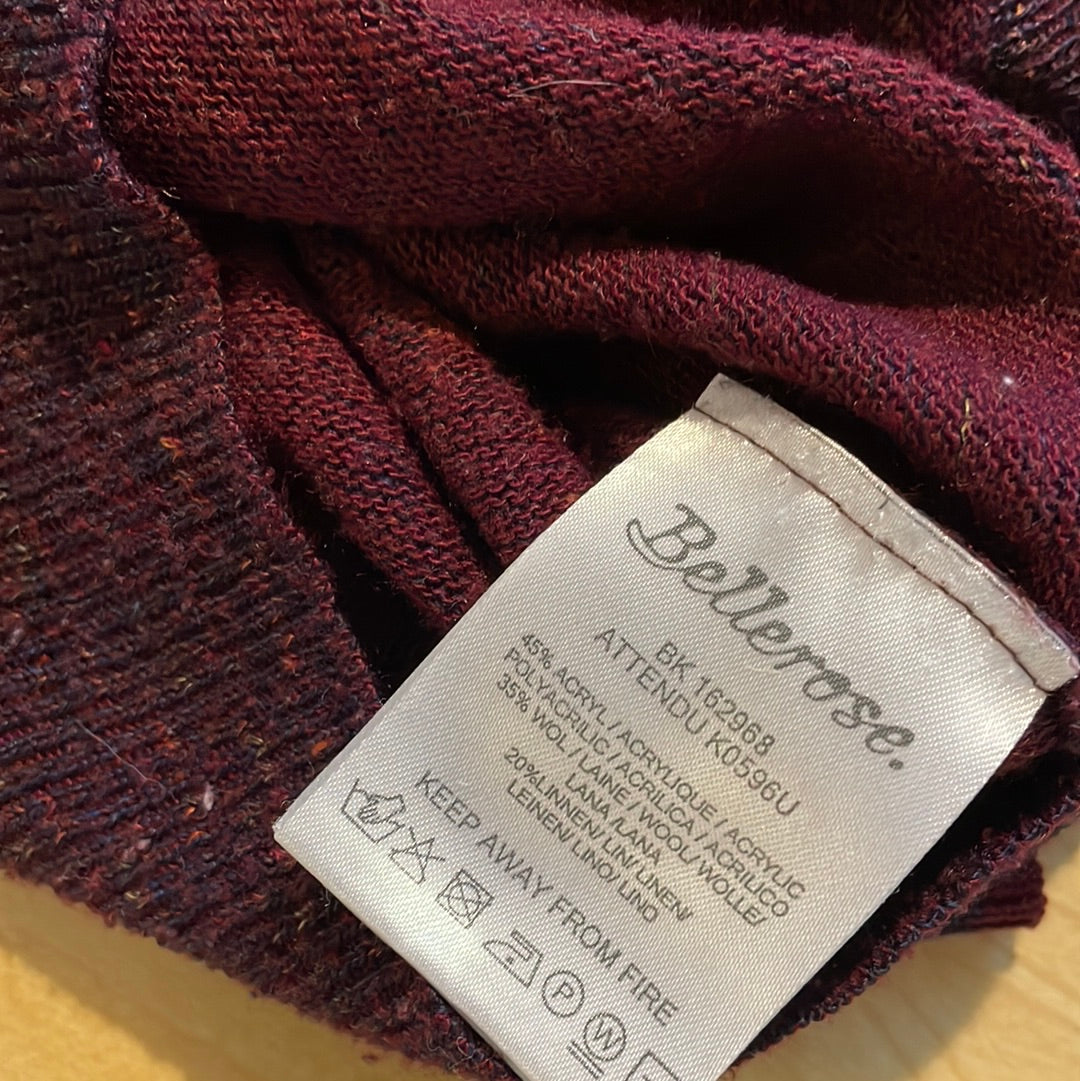 Bellerose.
BK 162968
ATTENDU K0596U
45% ACRYL / ACRYLIQUE / ACRYLIC
POLYACRILIC / ACRILICA / ACRILICO
35% WOL / LAINE / WOOL/ WOLLE/
LANA /LANA
20%LINNEN/ LIN/ LINEN/
LEINEN/ LINO/ LINO
KEEP AWAY FROM FIRE
P
W